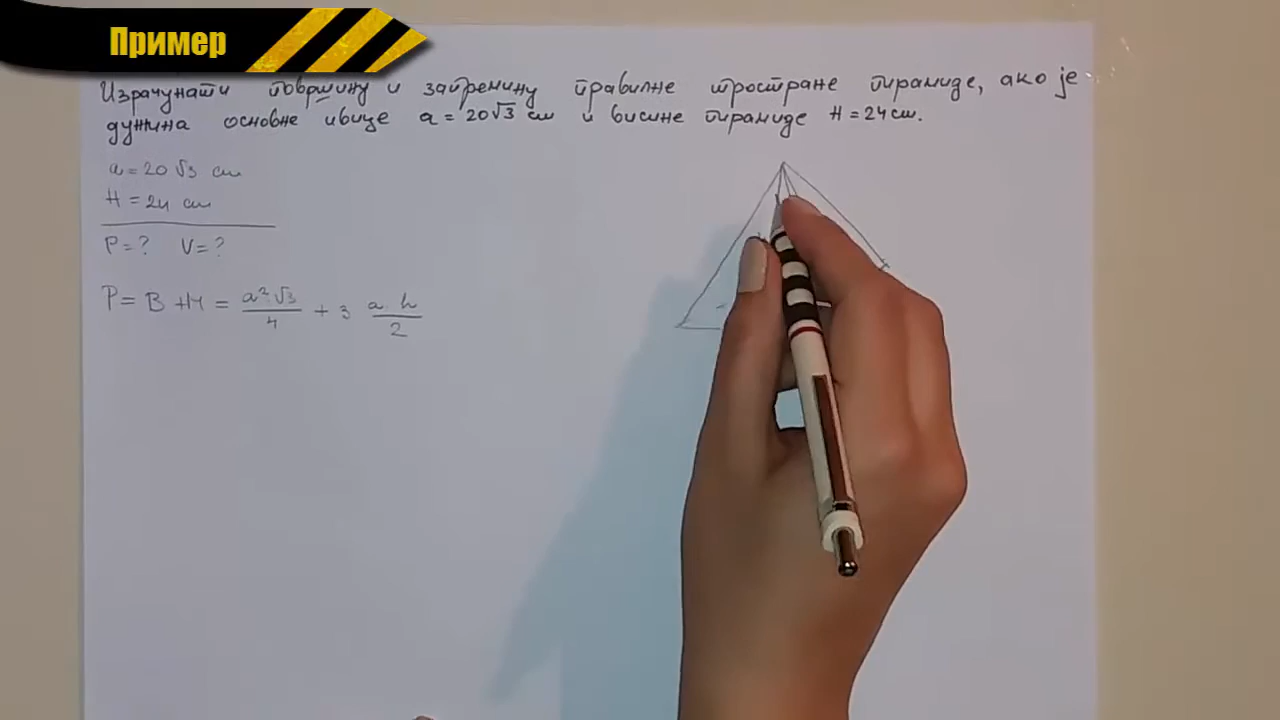 Пример
Израчунати површину и запремину правилне тростране пирамиде, ако је
дужина основне ивице a = 20√3 cm и висине пирамиде H = 24 cm.
a = 20√3 cm
H = 24 cm
P = ? V = ?
P = B + M = a²√3/4 + 3 a·h/2